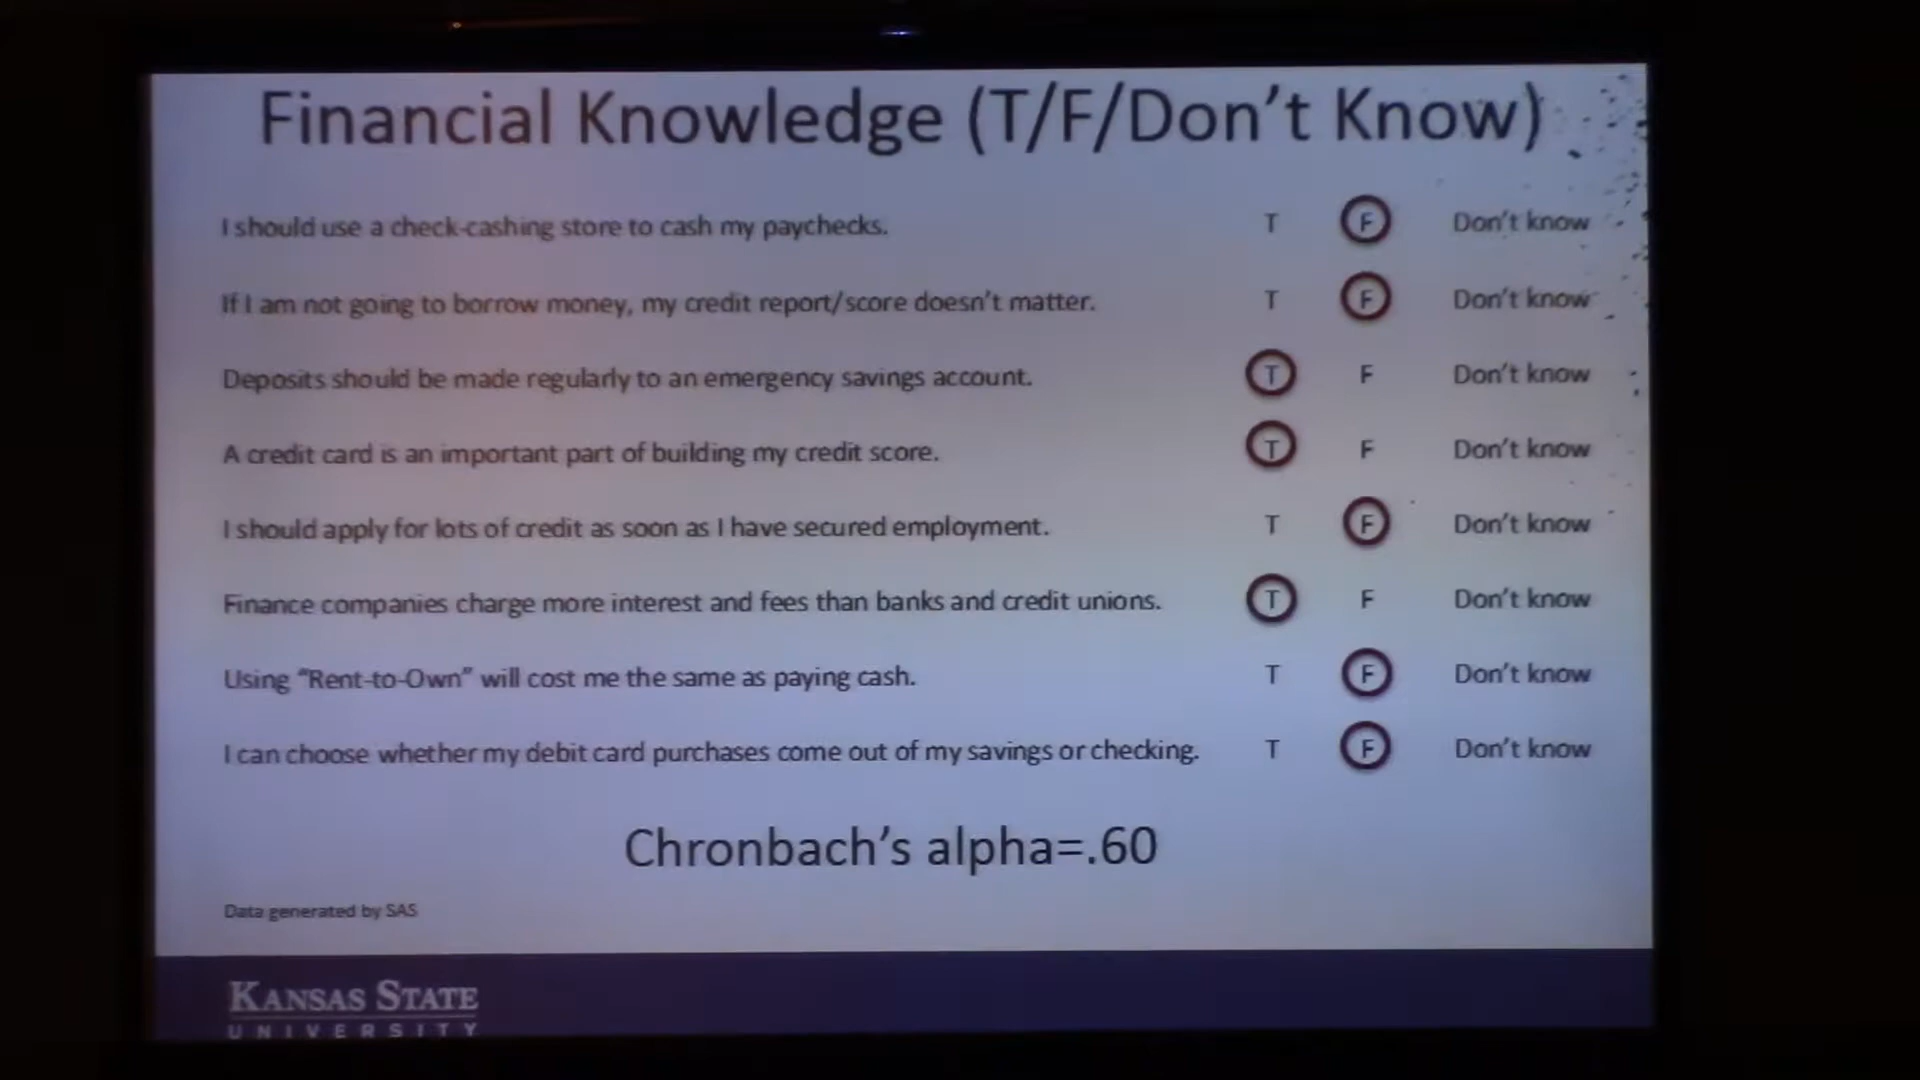 Financial Knowledge (T/F/Don't Know)
I should use a check-cashing store to cash my paychecks. T F Don't know
If I am not going to borrow money, my credit report/score doesn't matter. T F Don't know
Deposits should be made regularly to an emergency savings account. T F Don't know
A credit card is an important part of building my credit score. T F Don't know
I should apply for lots of credit as soon as I have secured employment. T F Don't know
Finance companies charge more interest and fees than banks and credit unions. T F Don't know
Using “Rent-to-Own” will cost me the same as paying cash. T F Don't know
I can choose whether my debit card purchases come out of my savings or checking. T F Don't know
Chronbach's alpha=.60
Data generated by SAS
KANSAS STATE
UNIVERSITY